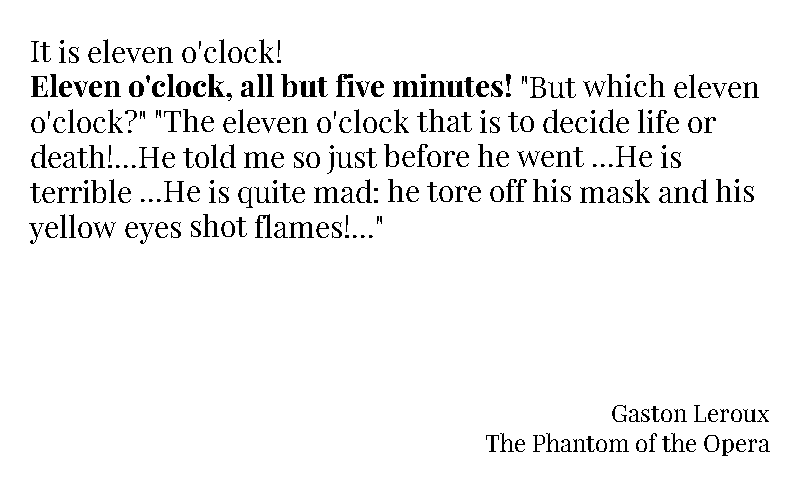 It is eleven o'clock!
Eleven o'clock, all but five minutes! "But which eleven
o'clock?" "The eleven o'clock that is to decide life or
death!...He told me so just before he went ...He is
terrible ...He is quite mad: he tore off his mask and his
yellow eyes shot flames!..."
Gaston Leroux
The Phantom of the Opera